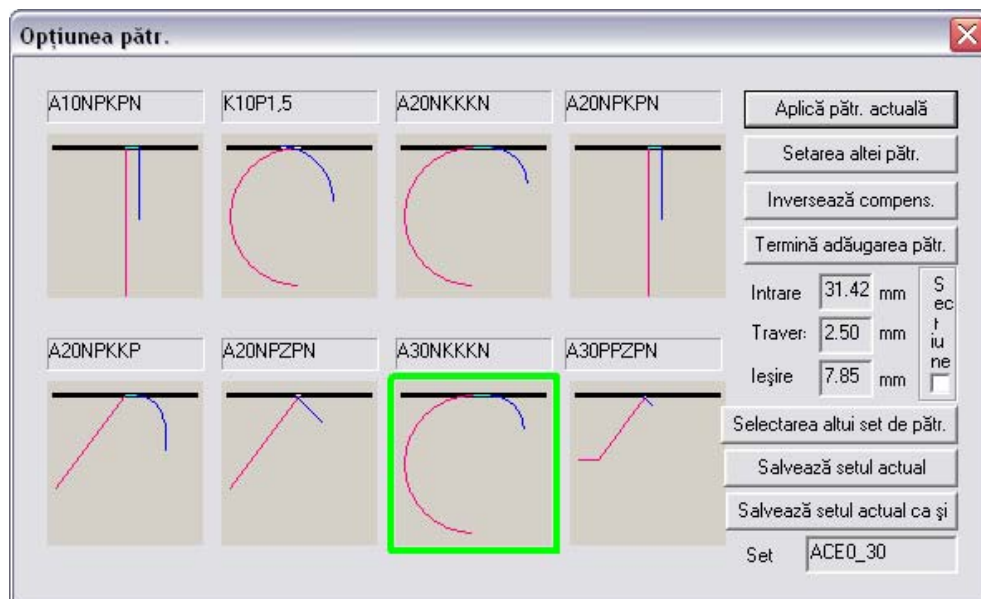 Opțiunea pătr.
A10NPKPN
K10P1,5
A20NKKKN
A20NPKPN
A20NPKKP
A20NPZPN
A30NKKKN
A30PPZPN
Aplică pătr. actuală
Setarea altei pătr.
Inversează compens.
Termină adăugarea pătr.
Intrare 31.42 mm
Traver: 2.50 mm
Ieşire 7.85 mm
S
ec
t
iu
ne
Selectarea altui set de pătr.
Salvează setul actual
Salvează setul actual ca şi
Set ACE0_30